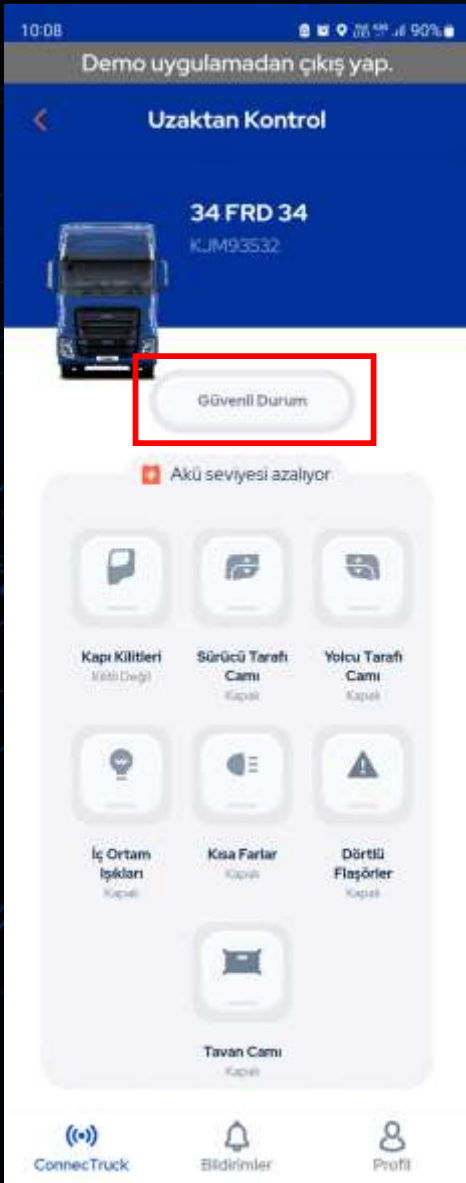 10:08
90%
Demo uygulamadan çıkış yap.
Uzaktan Kontrol
34 FRD 34
KJM93532
Güvenli Durum
Akü seviyesi azalıyor
Kapı Kilitleri
Kilitli Değil
Sürücü Tarafı
Camı
Kapalı
Yolcu Tarafı
Camı
Kapalı
İç Ortam
Işıkları
Kapalı
Kısa Farlar
Kapalı
Dörtlü
Flaşörler
Kapalı
Tavan Camı
Kapalı
ConnecTruck
Bildirimler
Profil